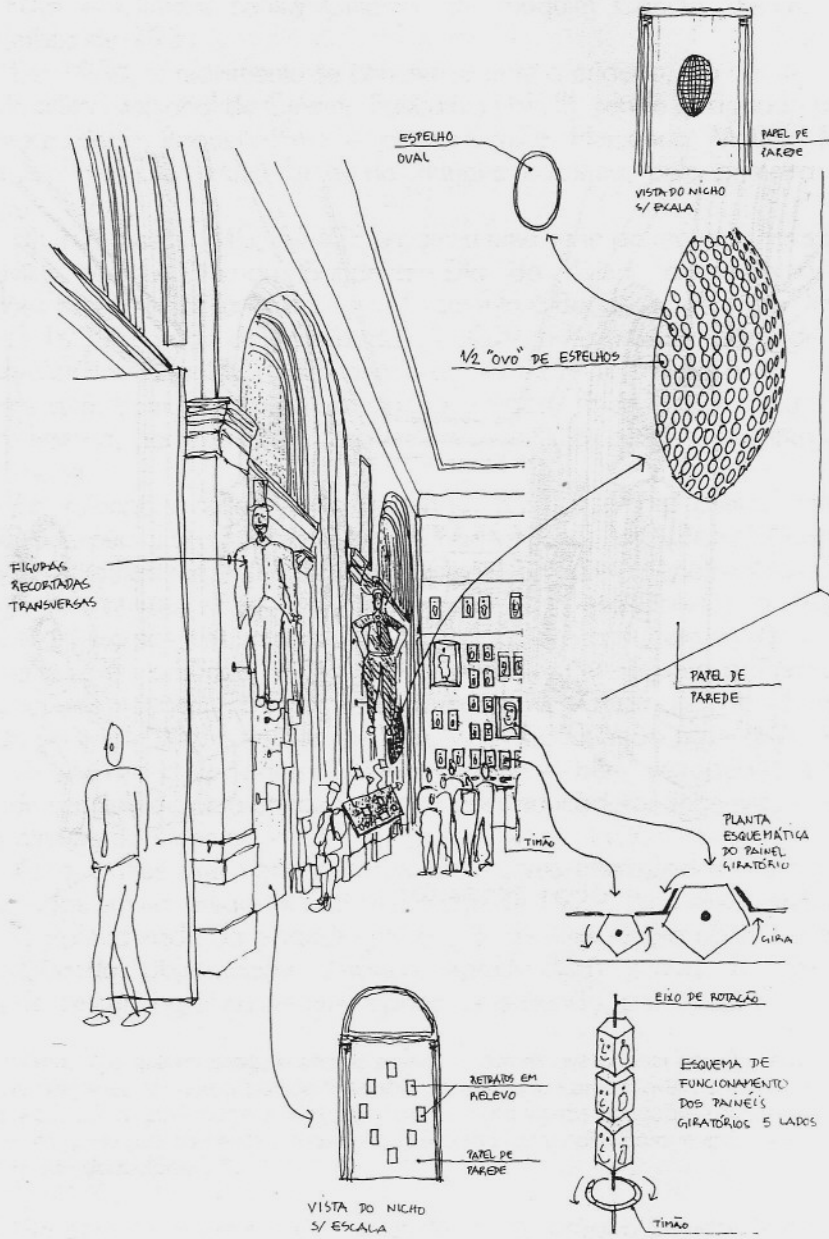 ESPELHO
OVAL
PAPEL DE
PAREDE
VISTA DO NICHO
S/ ESCALA
1/2 "OVO" DE ESPELHOS
FIGURAS
RECORTADAS
TRANSVERSAS
PAPEL DE
PAREDE
PLANTA
ESQUEMÁTICA
DO PAINEL
GIRATÓRIO
TIMÃO
GIRA
EIXO DE ROTAÇÃO
ESQUEMA DE
FUNCIONAMENTO
DOS PAINÉIS
GIRATÓRIOS 5 LADOS
RETRATOS EM
RELEVO
PAPEL DE
PAREDE
VISTA DO NICHO
S/ ESCALA
TIMÃO